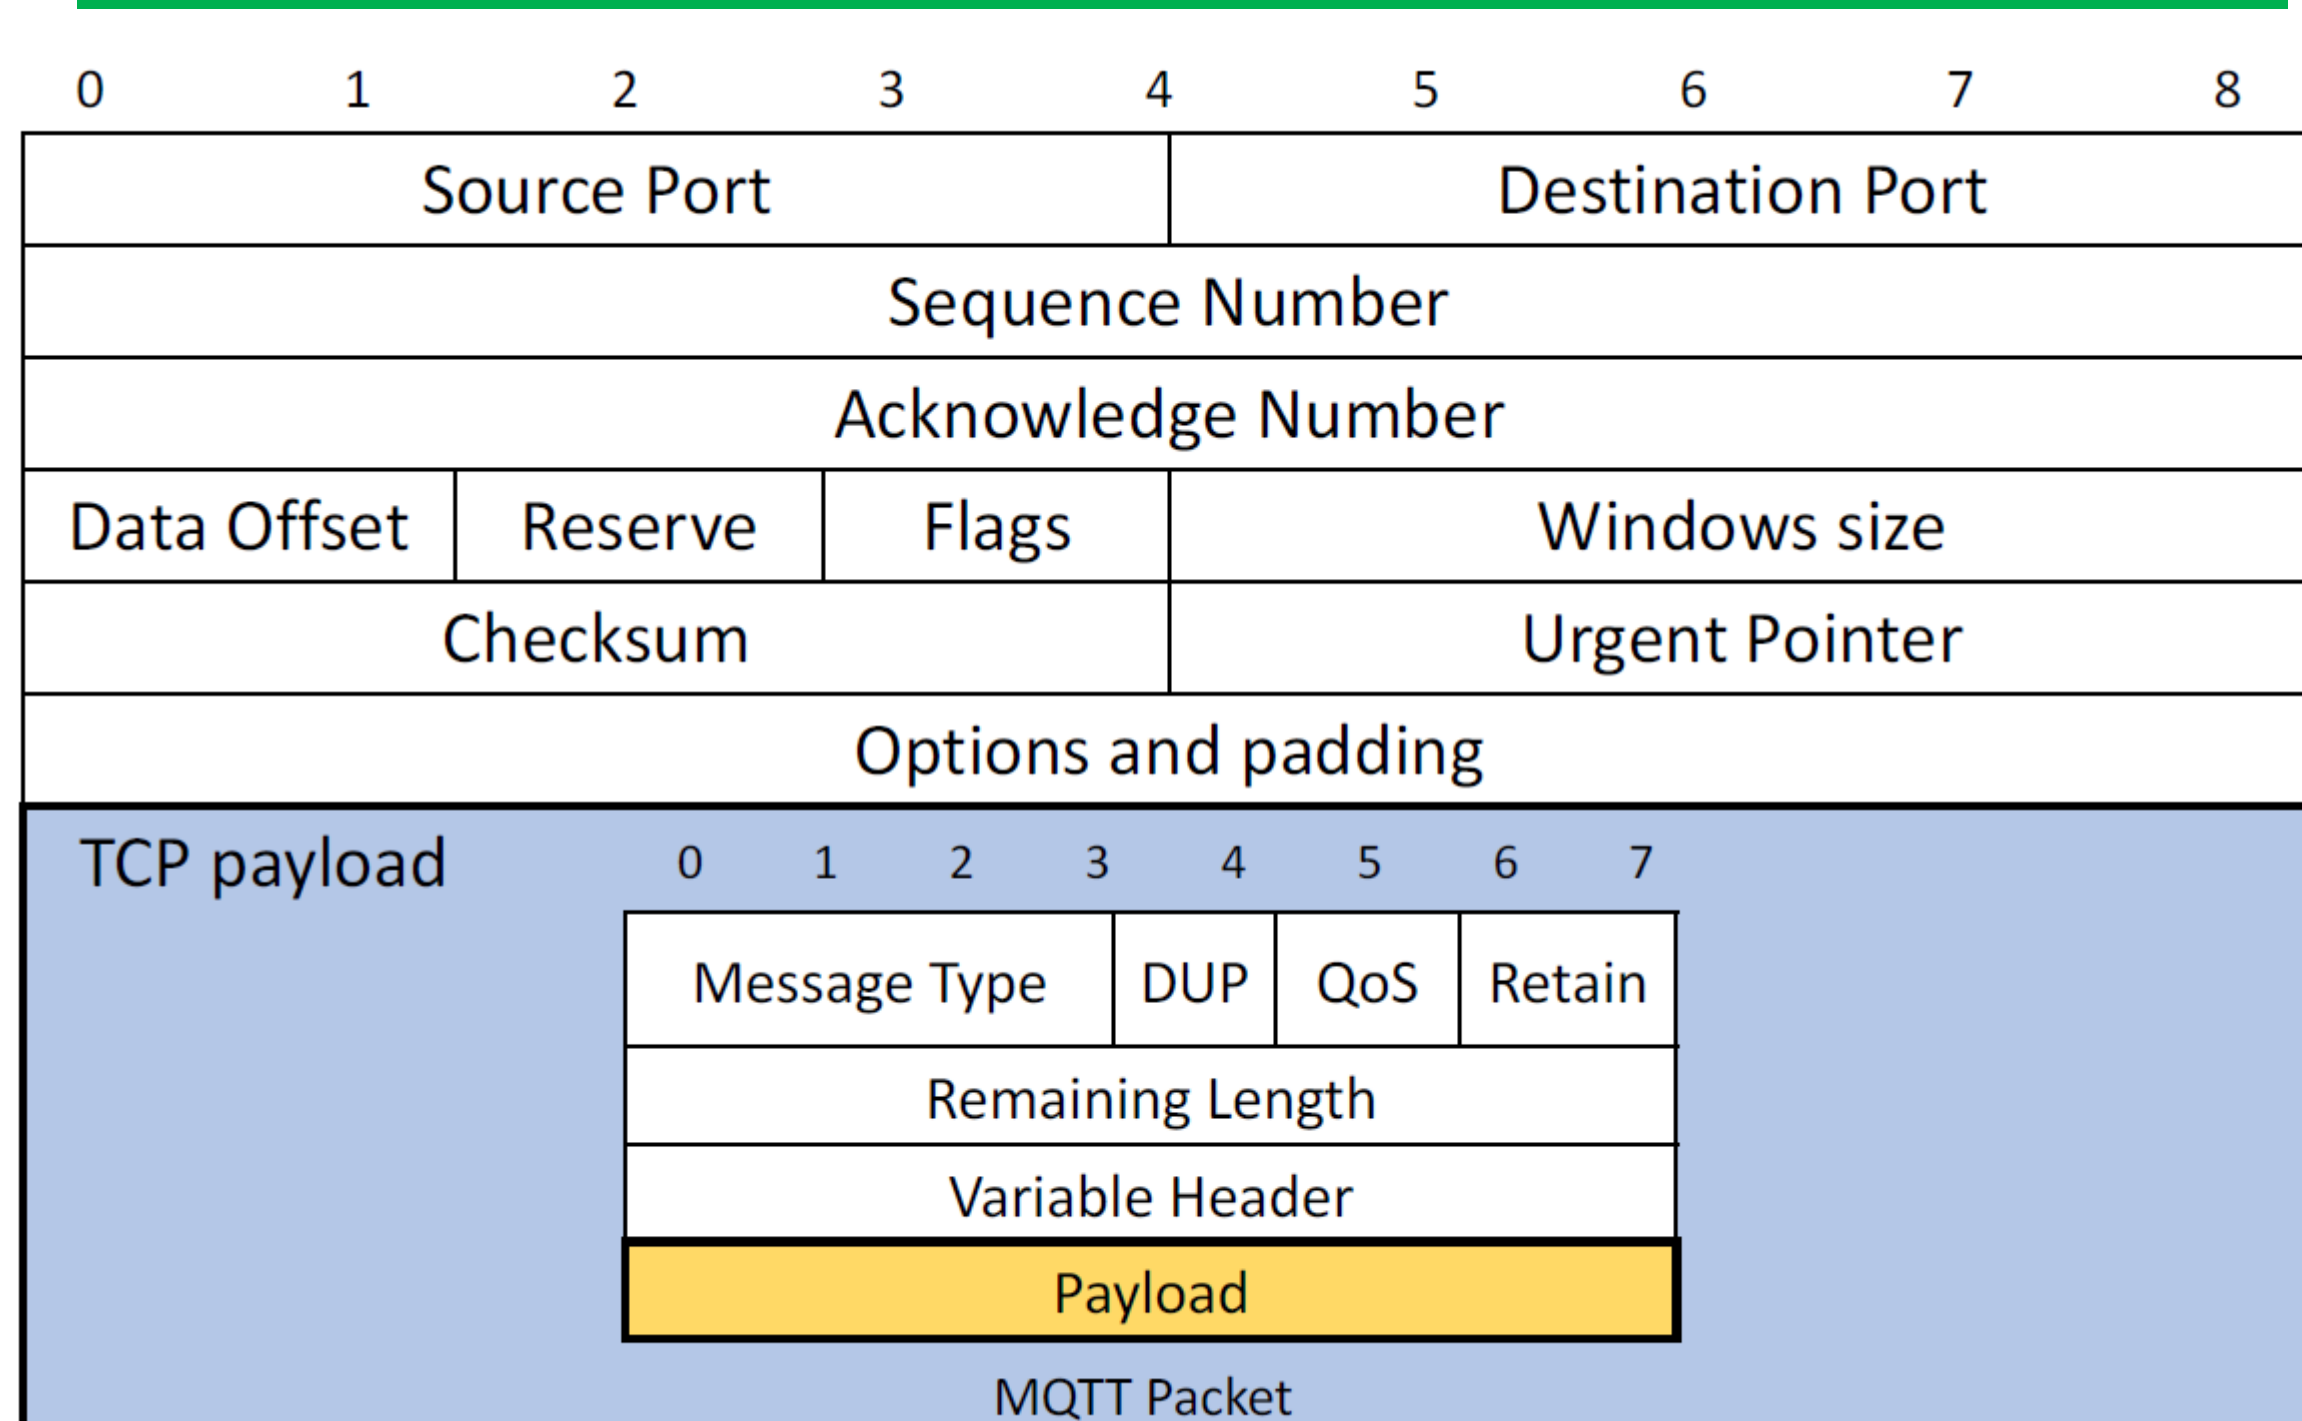 0 1 2 3 4 5 6 7 8
Source Port Destination Port
Sequence Number
Acknowledge Number
Data Offset Reserve Flags Windows size
Checksum Urgent Pointer
Options and padding
TCP payload 0 1 2 3 4 5 6 7
Message Type DUP QoS Retain
Remaining Length
Variable Header
Payload
MQTT Packet